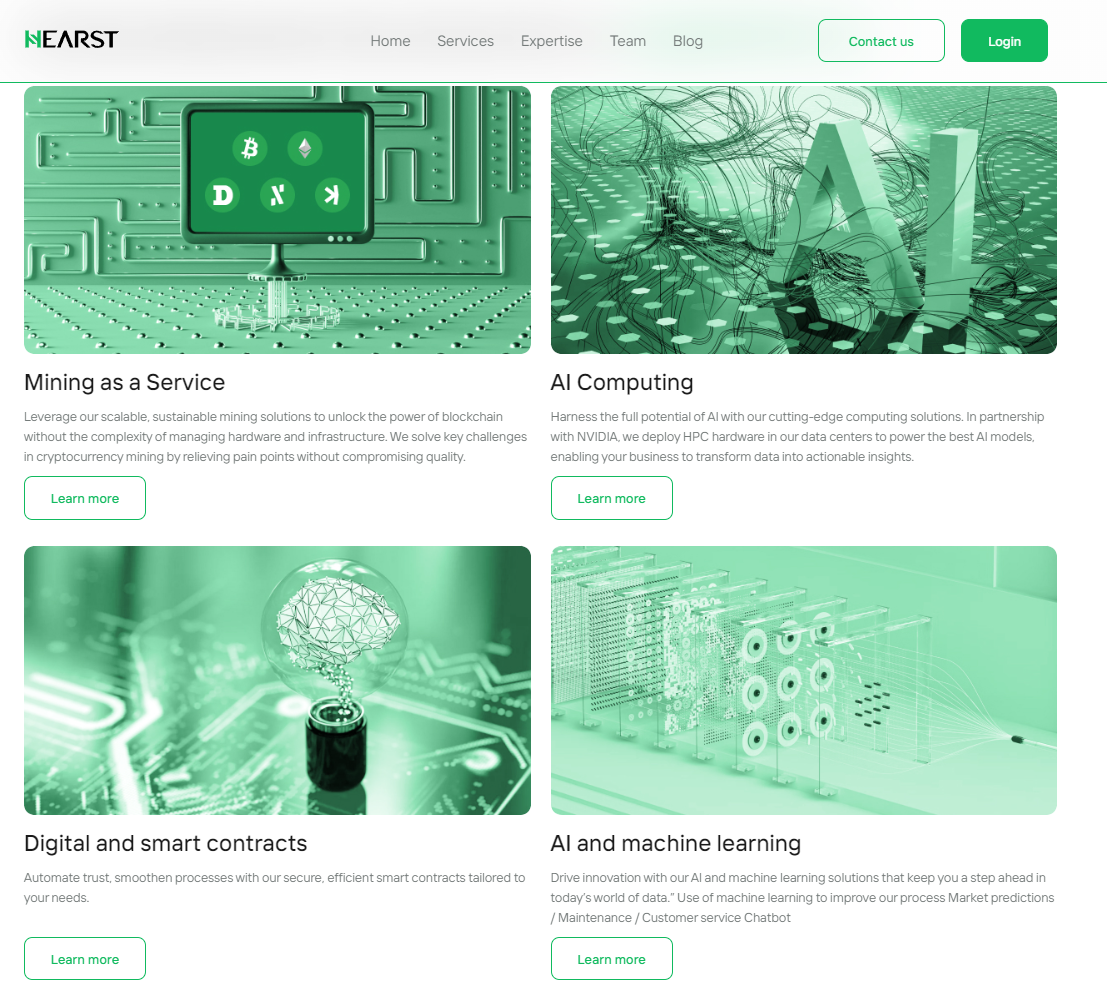 HEARST
Home Services Expertise Team Blog
Contact us
Login
AI
Mining as a Service
Leverage our scalable, sustainable mining solutions to unlock the power of blockchain
without the complexity of managing hardware and infrastructure. We solve key challenges
in cryptocurrency mining by relieving pain points without compromising quality.
Learn more
AI Computing
Harness the full potential of AI with our cutting-edge computing solutions. In partnership
with NVIDIA, we deploy HPC hardware in our data centers to power the best AI models,
enabling your business to transform data into actionable insights.
Learn more
Digital and smart contracts
Automate trust, smoothen processes with our secure, efficient smart contracts tailored to
your needs.
Learn more
AI and machine learning
Drive innovation with our AI and machine learning solutions that keep you a step ahead in
today’s world of data.” Use of machine learning to improve our process Market predictions
/ Maintenance / Customer service Chatbot
Learn more